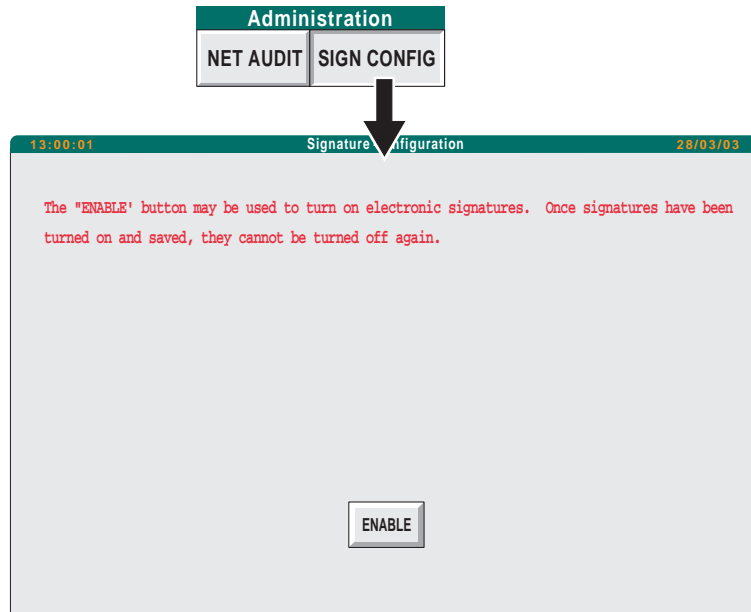 Administration
NET AUDIT SIGN CONFIG
13:00:01 Signature nfiguration 28/03/03
The "ENABLE' button may be used to turn on electronic signatures. Once signatures have been
turned on and saved, they cannot be turned off again.
ENABLE